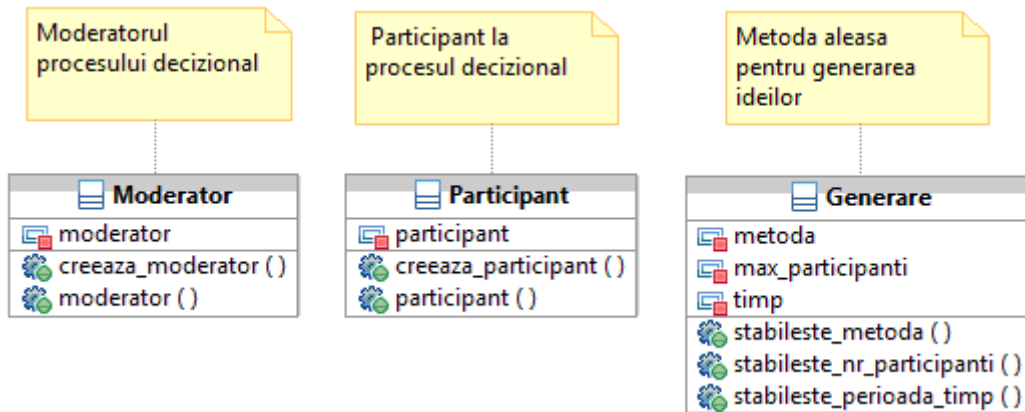 Moderatorul
procesului decizional
Participant la
procesul decizional
Metoda aleasa
pentru generarea
ideilor
Moderator
moderator
creeaza_moderator ( )
moderator ( )
Participant
participant
creeaza_participant ( )
participant ( )
Generare
metoda
max_participanti
timp
stabileste_metoda ( )
stabileste_nr_participanti ( )
stabileste_perioada_timp ( )